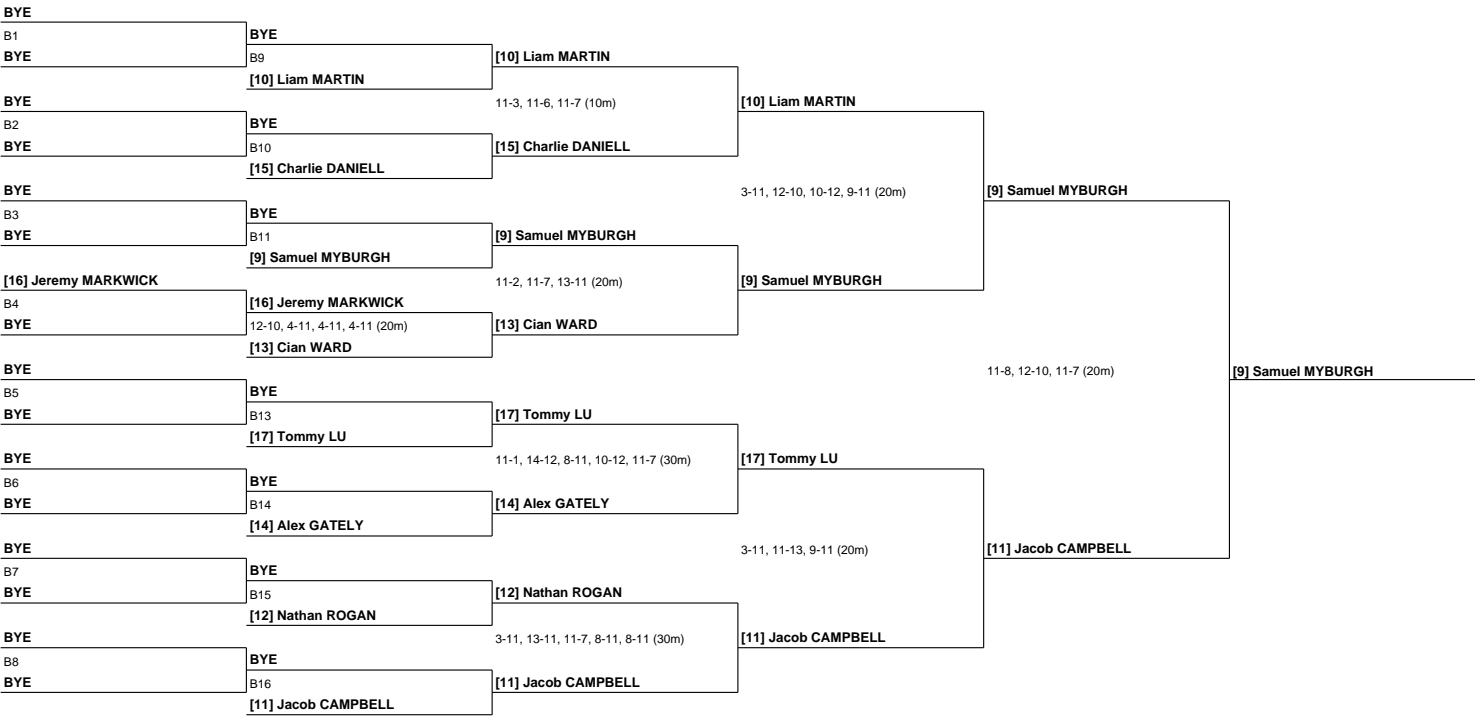 BYE
B1
BYE
BYE
B9
[10] Liam MARTIN
[10] Liam MARTIN
BYE
B2
BYE
BYE
B10
[15] Charlie DANIELL
11-3, 11-6, 11-7 (10m)
[15] Charlie DANIELL
[10] Liam MARTIN
BYE
B3
BYE
BYE
B11
[9] Samuel MYBURGH
[9] Samuel MYBURGH
[16] Jeremy MARKWICK
B4
BYE
[16] Jeremy MARKWICK
12-10, 4-11, 4-11, 4-11 (20m)
[13] Cian WARD
11-2, 11-7, 13-11 (20m)
[13] Cian WARD
3-11, 12-10, 10-12, 9-11 (20m)
[9] Samuel MYBURGH
[9] Samuel MYBURGH
BYE
B5
BYE
BYE
B13
[17] Tommy LU
[17] Tommy LU
BYE
B6
BYE
BYE
B14
[14] Alex GATELY
11-1, 14-12, 8-11, 10-12, 11-7 (30m)
[14] Alex GATELY
[17] Tommy LU
BYE
B7
BYE
BYE
B15
[12] Nathan ROGAN
[12] Nathan ROGAN
BYE
B8
BYE
BYE
B16
[11] Jacob CAMPBELL
3-11, 13-11, 11-7, 8-11, 8-11 (30m)
[11] Jacob CAMPBELL
3-11, 11-13, 9-11 (20m)
[11] Jacob CAMPBELL
[11] Jacob CAMPBELL
11-8, 12-10, 11-7 (20m)
[9] Samuel MYBURGH